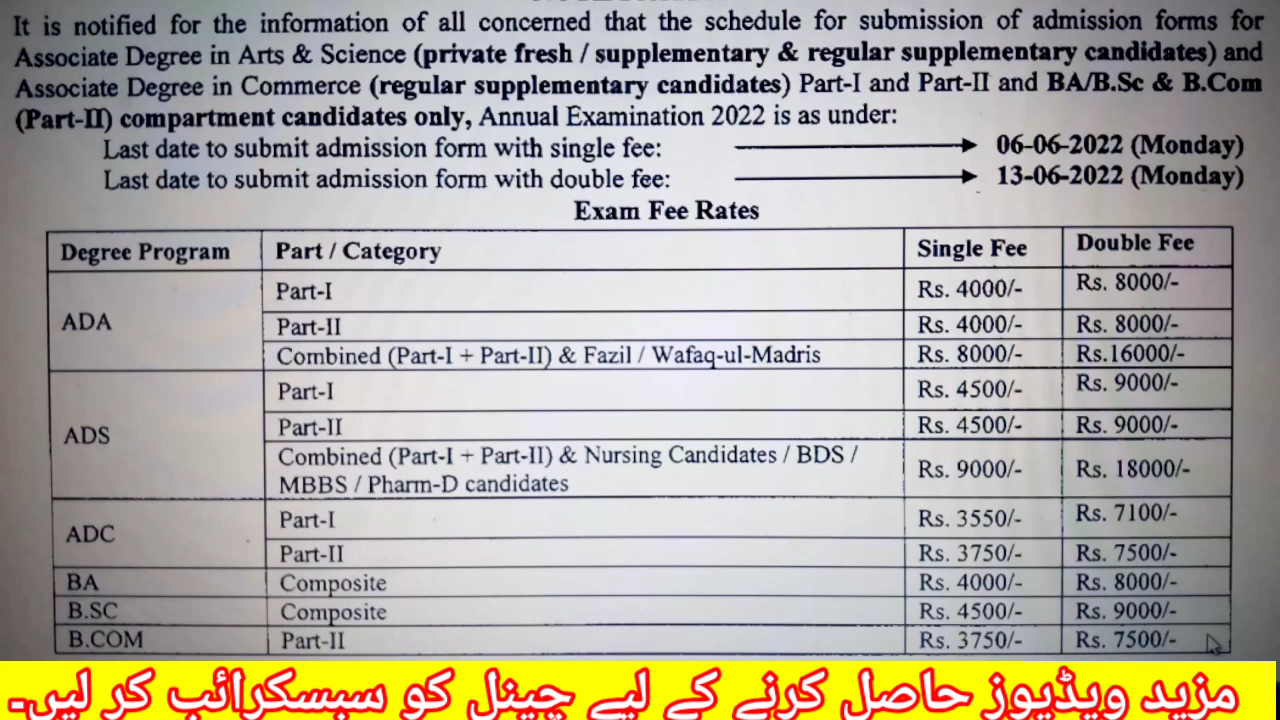 It is notified for the information of all concerned that the schedule for submission of admission forms for
Associate Degree in Arts & Science (private fresh / supplementary & regular supplementary candidates) and
Associate Degree in Commerce (regular supplementary candidates) Part-I and Part-II and BA/B.Sc & B.Com
(Part-II) compartment candidates only, Annual Examination 2022 is as under:
Last date to submit admission form with single fee: 06-06-2022 (Monday)
Last date to submit admission form with double fee: 13-06-2022 (Monday)
Exam Fee Rates
Degree Program Part / Category Single Fee Double Fee
ADA
Part-I Rs. 4000/- Rs. 8000/-
Part-II Rs. 4000/- Rs. 8000/-
Combined (Part-I + Part-II) & Fazil / Wafaq-ul-Madris Rs. 8000/- Rs.16000/-
ADS
Part-I Rs. 4500/- Rs. 9000/-
Part-II Rs. 4500/- Rs. 9000/-
Combined (Part-I + Part-II) & Nursing Candidates / BDS /
MBBS / Pharm-D candidates Rs. 9000/- Rs. 18000/-
ADC
Part-I Rs. 3550/- Rs. 7100/-
Part-II Rs. 3750/- Rs. 7500/-
BA Composite Rs. 4000/- Rs. 8000/-
B.SC Composite Rs. 4500/- Rs. 9000/-
B.COM Part-II Rs. 3750/- Rs. 7500/-
مزید ویڈیوز حاصل کرنے کے لیے چینل کو سبسکرائب کر لیں۔